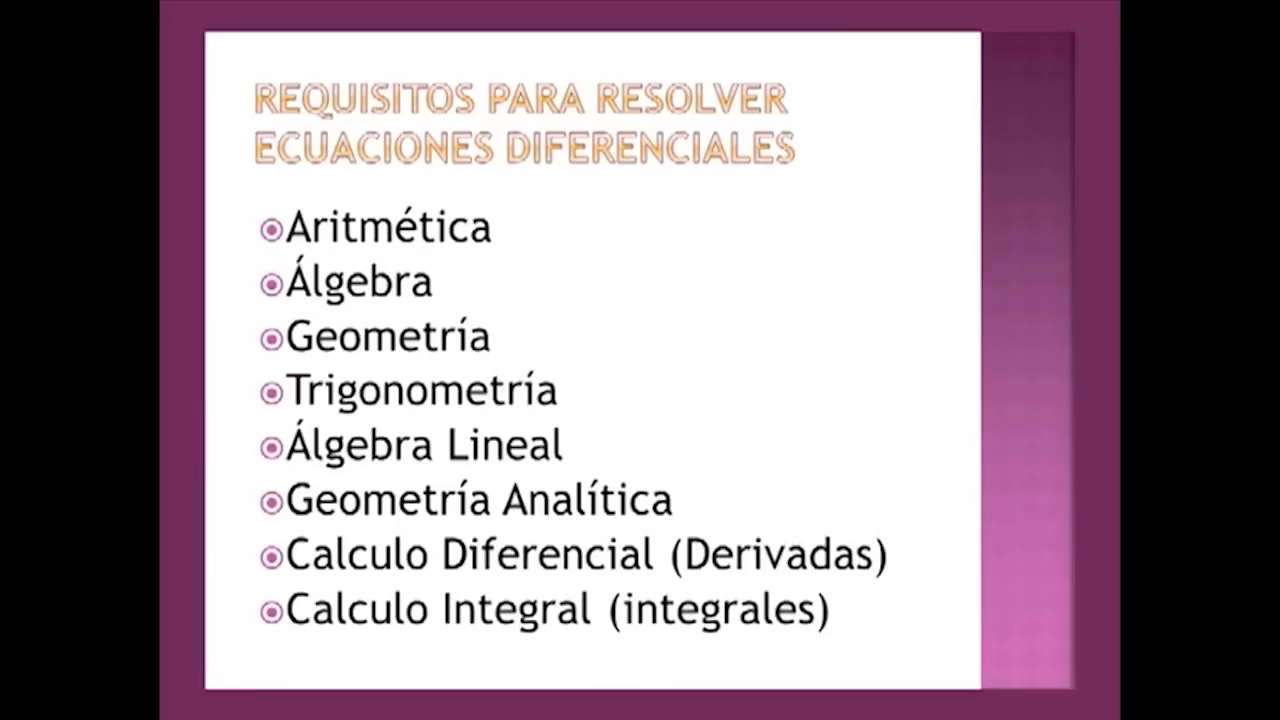 REQUISITOS PARA RESOLVER
ECUACIONES DIFERENCIALES
Aritmética
Álgebra
Geometría
Trigonometría
Álgebra Lineal
Geometría Analítica
Calculo Diferencial (Derivadas)
Calculo Integral (integrales)